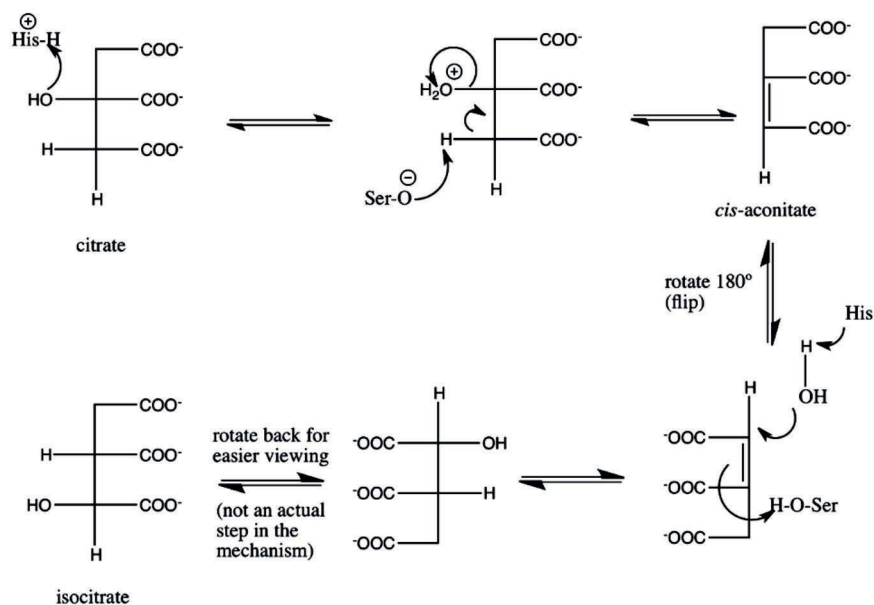 ⊕
His-H
COO⁻
HO
COO⁻
H
COO⁻
H
citrate
COO⁻
⊕
H₂O
COO⁻
H
COO⁻
⊖
Ser-O
H
COO⁻
COO⁻
COO⁻
H
cis-aconitate
rotate 180º
(flip)
His
H
OH
H
⁻OOC
⁻OOC
H-O-Ser
⁻OOC
H
⁻OOC
OH
⁻OOC
H
⁻OOC
rotate back for
easier viewing
(not an actual
step in the
mechanism)
COO⁻
H
COO⁻
HO
COO⁻
H
isocitrate